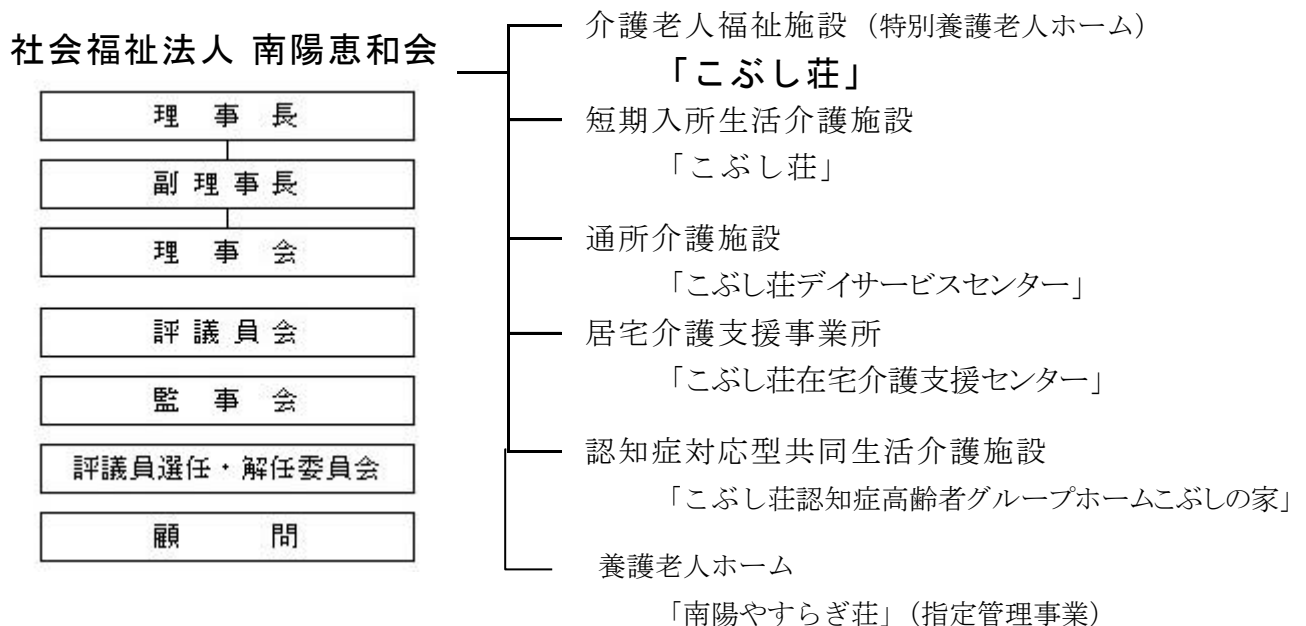 社会福祉法人 南陽恵和会
理事長
副理事長
理事会
評議員会
監事会
評議員選任・解任委員会
顧問
介護老人福祉施設（特別養護老人ホーム）
「こぶし荘」
短期入所生活介護施設
「こぶし荘」
通所介護施設
「こぶし荘デイサービスセンター」
居宅介護支援事業所
「こぶし荘在宅介護支援センター」
認知症対応型共同生活介護施設
「こぶし荘認知症高齢者グループホームこぶしの家」
養護老人ホーム
「南陽やすらぎ荘」（指定管理事業）